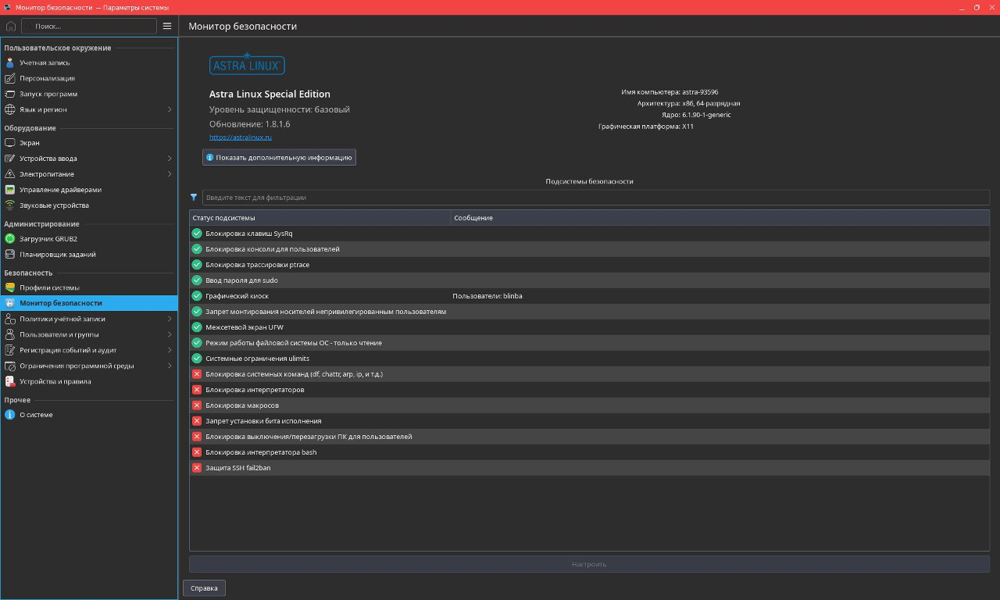 Монитор безопасности — Параметры системы
Поиск...
Монитор безопасности
Пользовательское окружение
Учетная запись
Персонализация
Запуск программ
Язык и регион
Оборудование
Экран
Устройства ввода
Электропитание
Управление драйверами
Звуковые устройства
Администрирование
Загрузчик GRUB2
Планировщик заданий
Безопасность
Профили системы
Монитор безопасности
Политики учётной записи
Пользователи и группы
Регистрация событий и аудит
Ограничения программной среды
Устройства и правила
Прочее
О системе
ASTRA LINUX
Astra Linux Special Edition
Уровень защищенности: базовый
Обновление: 1.8.1.6
https://astralinux.ru
Показать дополнительную информацию
Имя компьютера: astra-93596
Архитектура: x86, 64-разрядная
Ядро: 6.1.90-1-generic
Графическая платформа: X11
Подсистемы безопасности
Введите текст для фильтрации
Статус подсистемы Сообщение
Блокировка клавиш SysRq
Блокировка консоли для пользователей
Блокировка трассировки ptrace
Ввод пароля для sudo
Графический киоск Пользователи: blinba
Запрет монтирования носителей непривилегированным пользователям
Межсетевой экран UFW
Режим работы файловой системы ОС - только чтение
Системные ограничения ulimits
Блокировка системных команд (df, chattr, arp, ip, и т.д.)
Блокировка интерпретаторов
Блокировка макросов
Запрет установки бита исполнения
Блокировка выключения/перезагрузки ПК для пользователей
Блокировка интерпретатора bash
Защита SSH fail2ban
Настроить
Справка